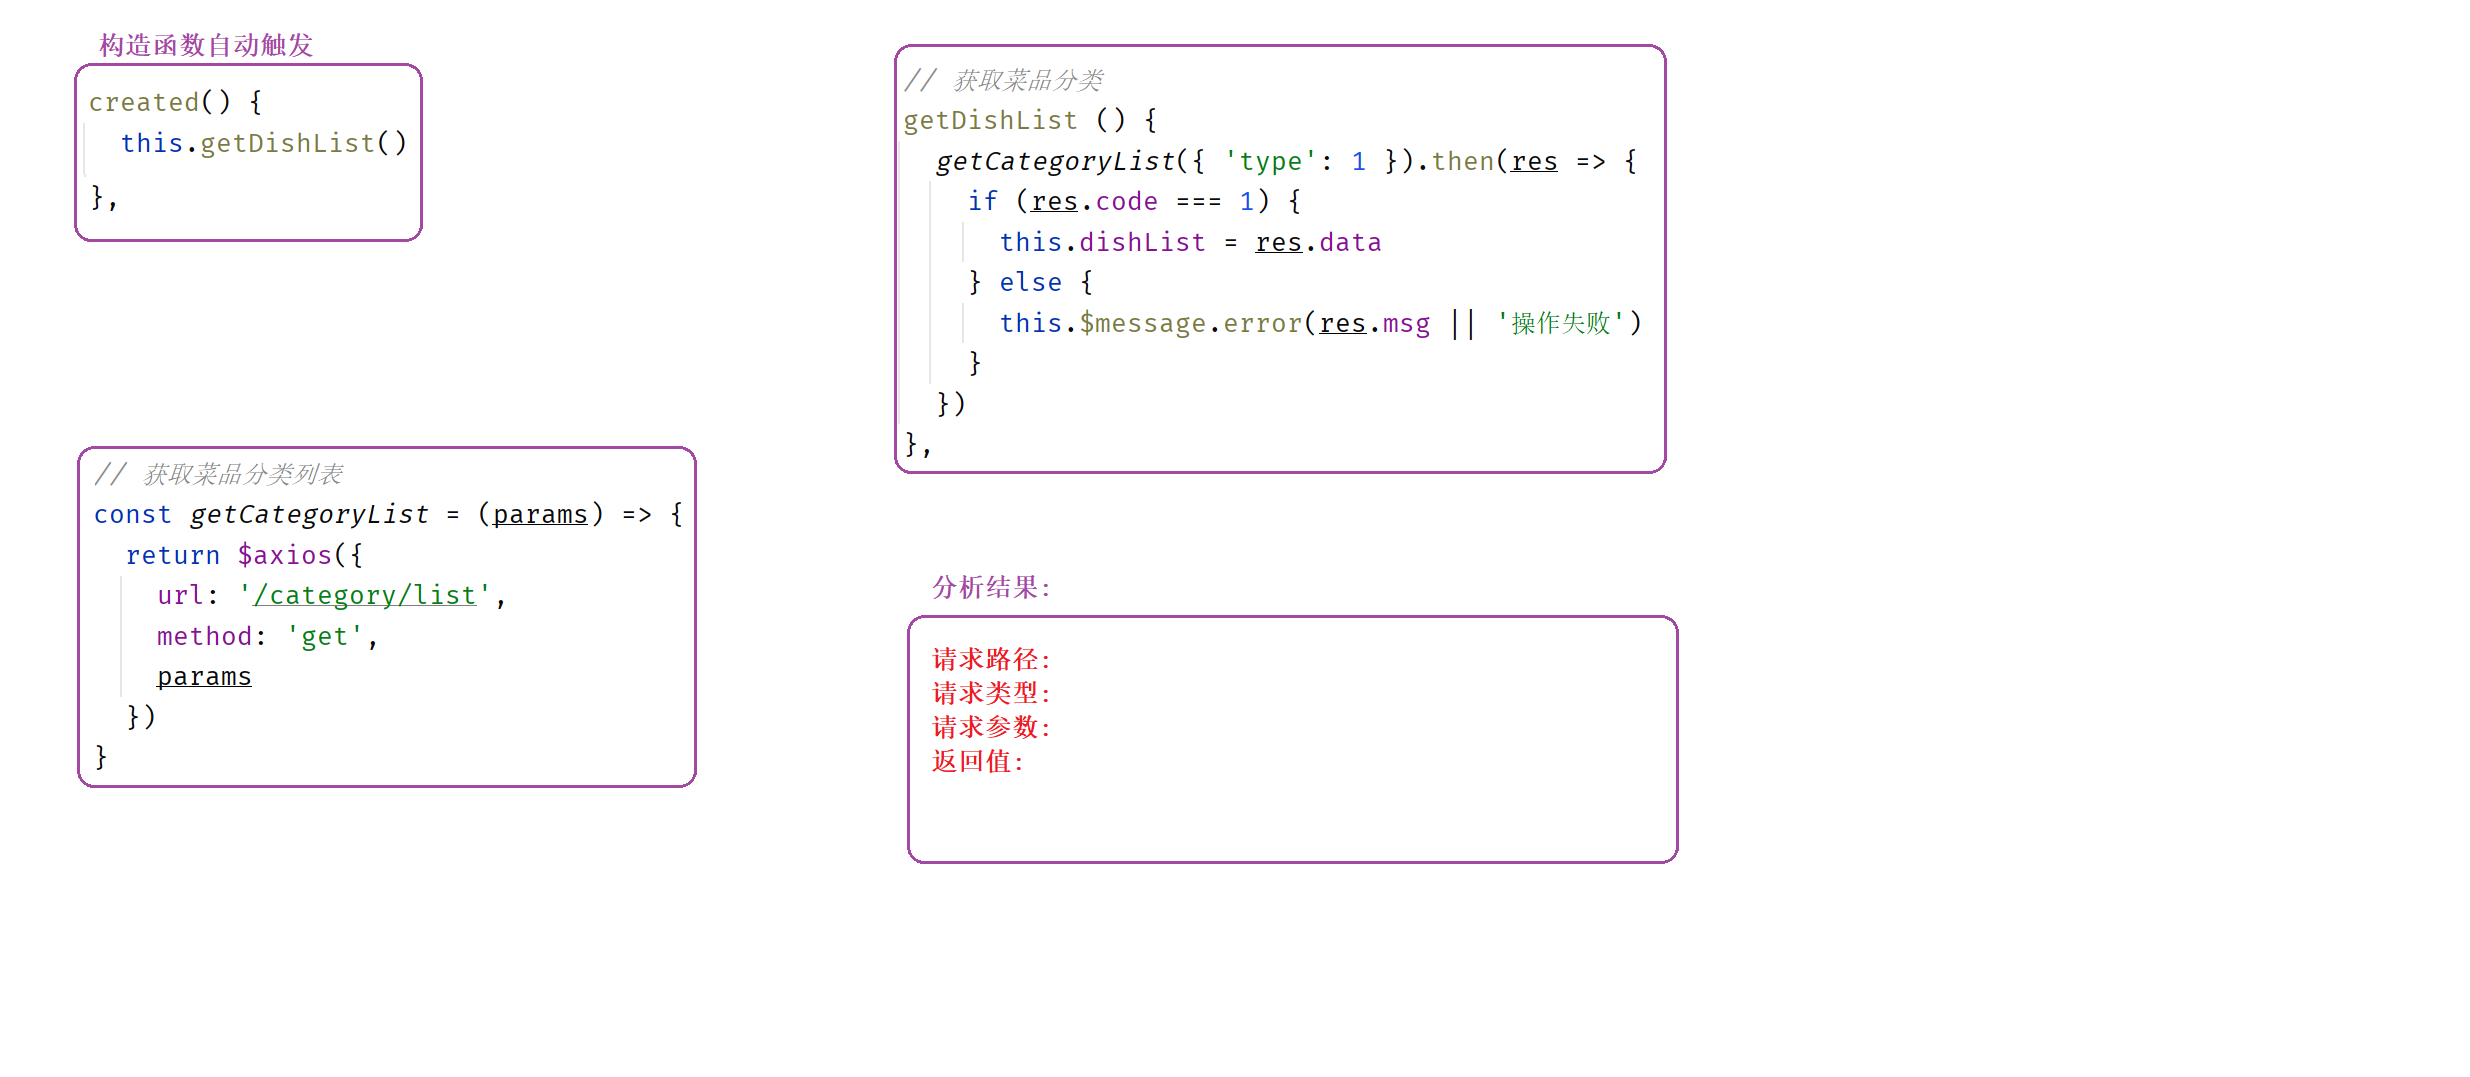 构造函数自动触发
created() {
  this.getDishList()
},
// 获取菜品分类
getDishList () {
  getCategoryList({ 'type': 1 }).then(res => {
    if (res.code === 1) {
      this.dishList = res.data
    } else {
      this.$message.error(res.msg || '操作失败')
    }
  })
},
// 获取菜品分类列表
const getCategoryList = (params) => {
  return $axios({
    url: '/category/list',
    method: 'get',
    params
  })
}
分析结果:
请求路径:
请求类型:
请求参数:
返回值: